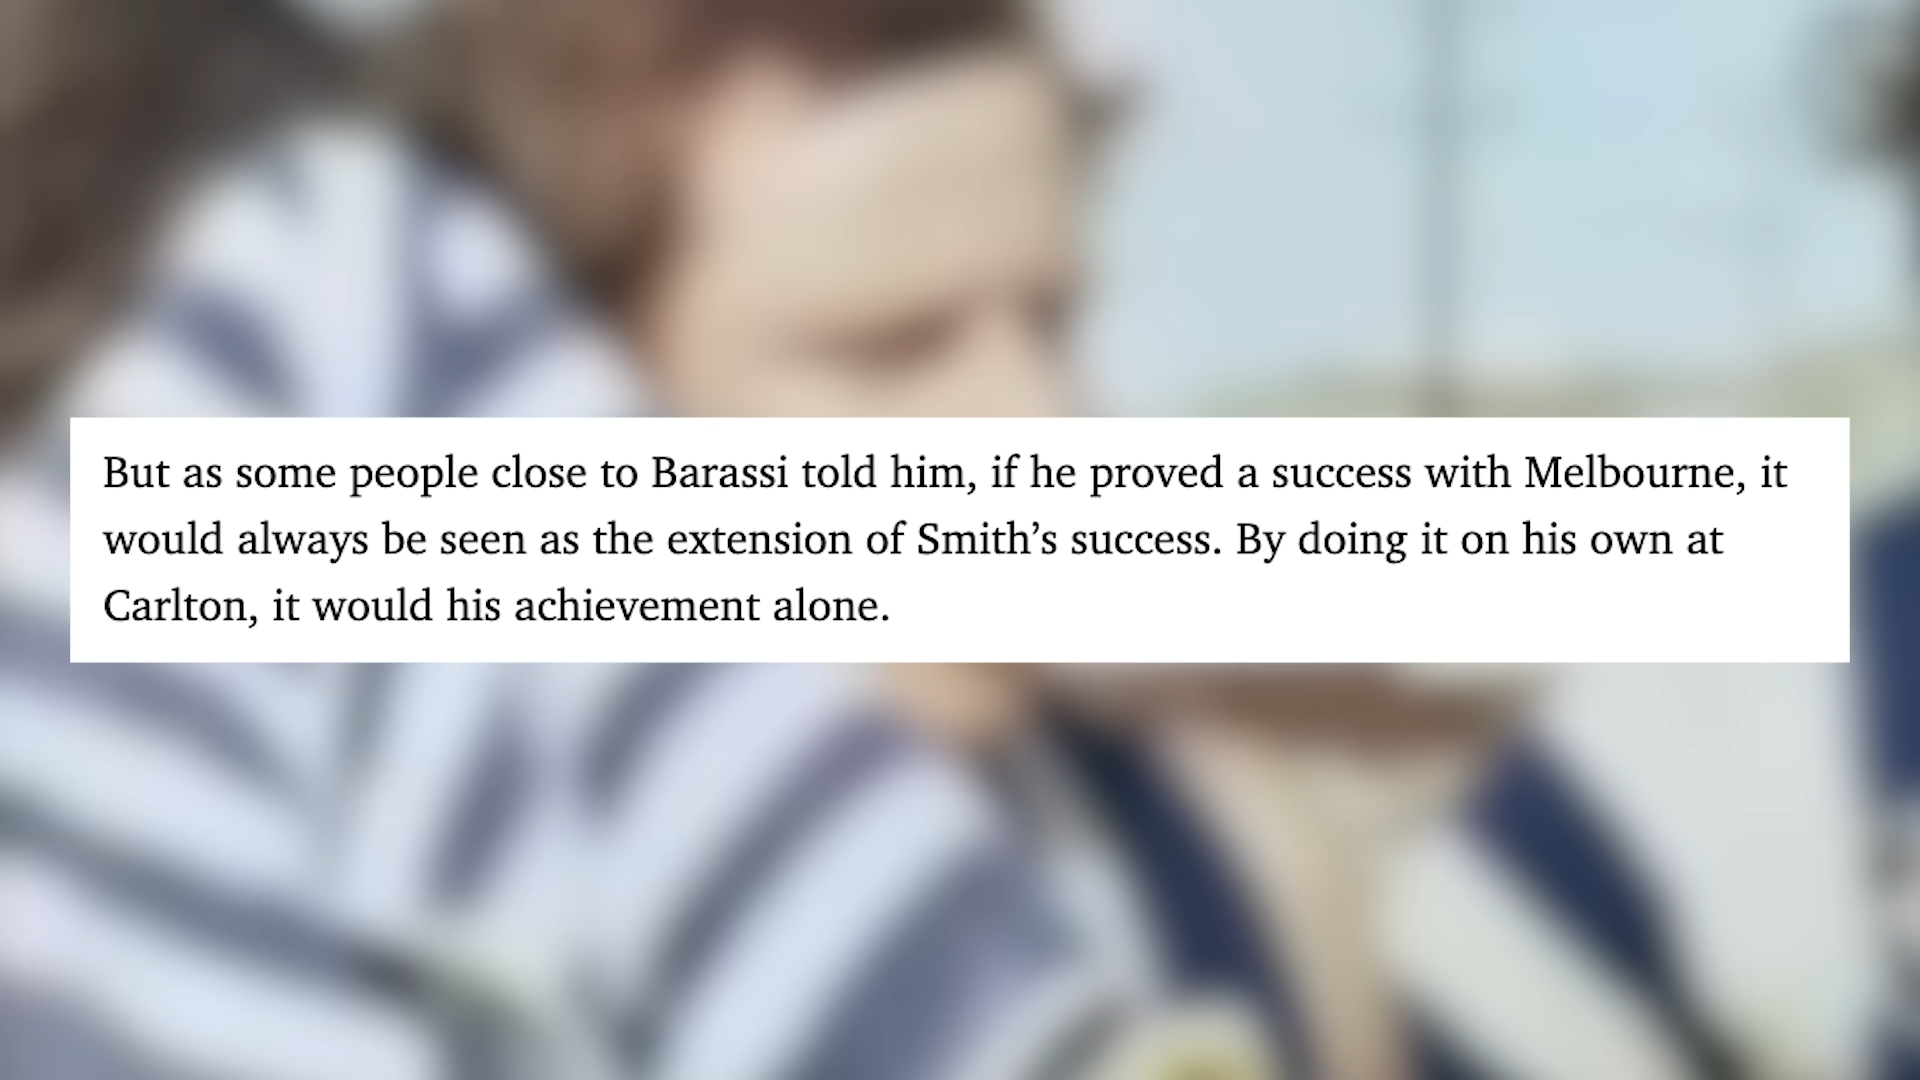 But as some people close to Barassi told him, if he proved a success with Melbourne, it
would always be seen as the extension of Smith’s success. By doing it on his own at
Carlton, it would his achievement alone.